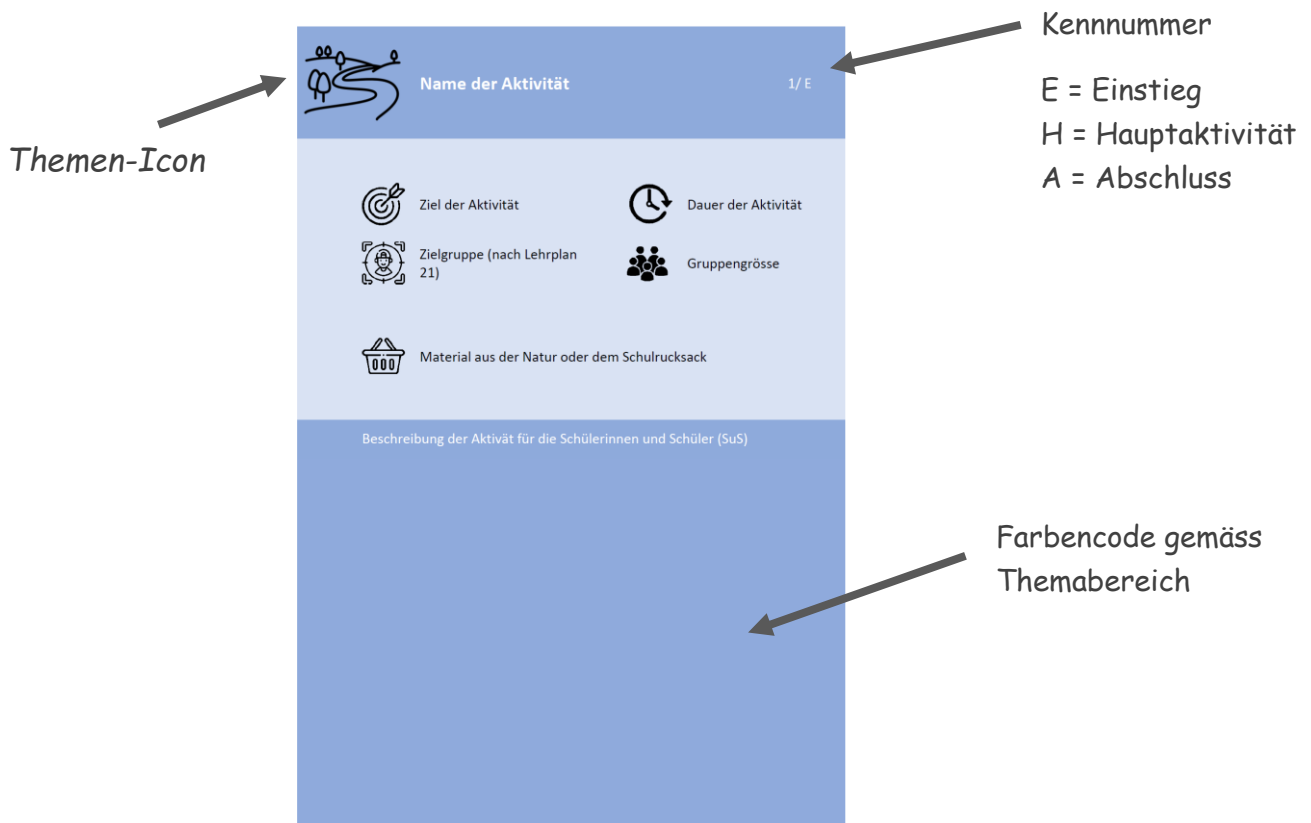 Kennnummer
E = Einstieg
H = Hauptaktivität
A = Abschluss
Themen-Icon
Name der Aktivität
1/ E
Ziel der Aktivität
Dauer der Aktivität
Zielgruppe (nach Lehrplan
21)
Gruppengrösse
Material aus der Natur oder dem Schulrucksack
Beschreibung der Aktivät für die Schülerinnen und Schüler (SuS)
Farbencode gemäss
Themabereich